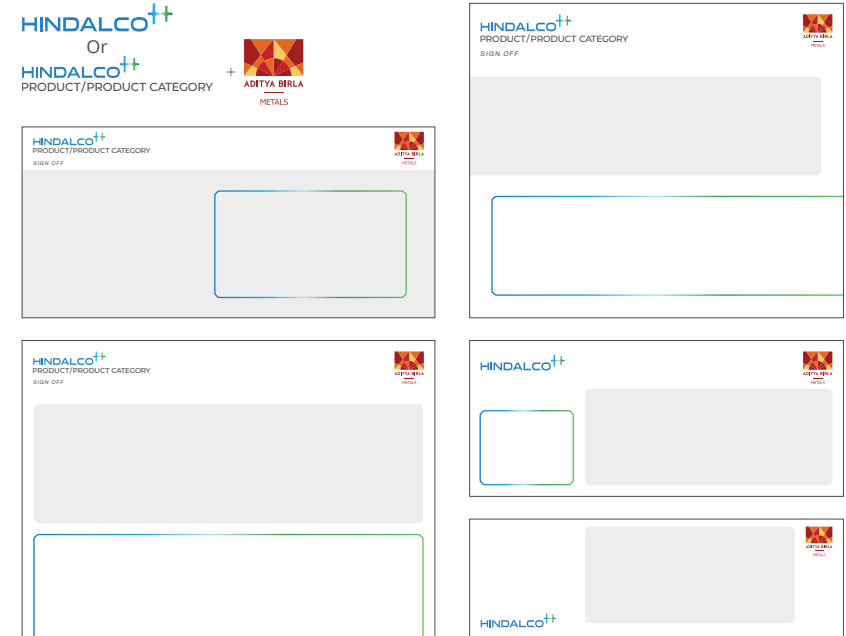 HINDALCO++
Or
HINDALCO++
PRODUCT/PRODUCT CATEGORY
+
ADITYA BIRLA
METALS
HINDALCO++
PRODUCT/PRODUCT CATEGORY
SIGN OFF
ADITYA BIRLA
METALS
HINDALCO++
PRODUCT/PRODUCT CATEGORY
SIGN OFF
ADITYA BIRLA
METALS
HINDALCO++
PRODUCT/PRODUCT CATEGORY
SIGN OFF
ADITYA BIRLA
METALS
HINDALCO++
ADITYA BIRLA
METALS
ADITYA BIRLA
METALS
HINDALCO++